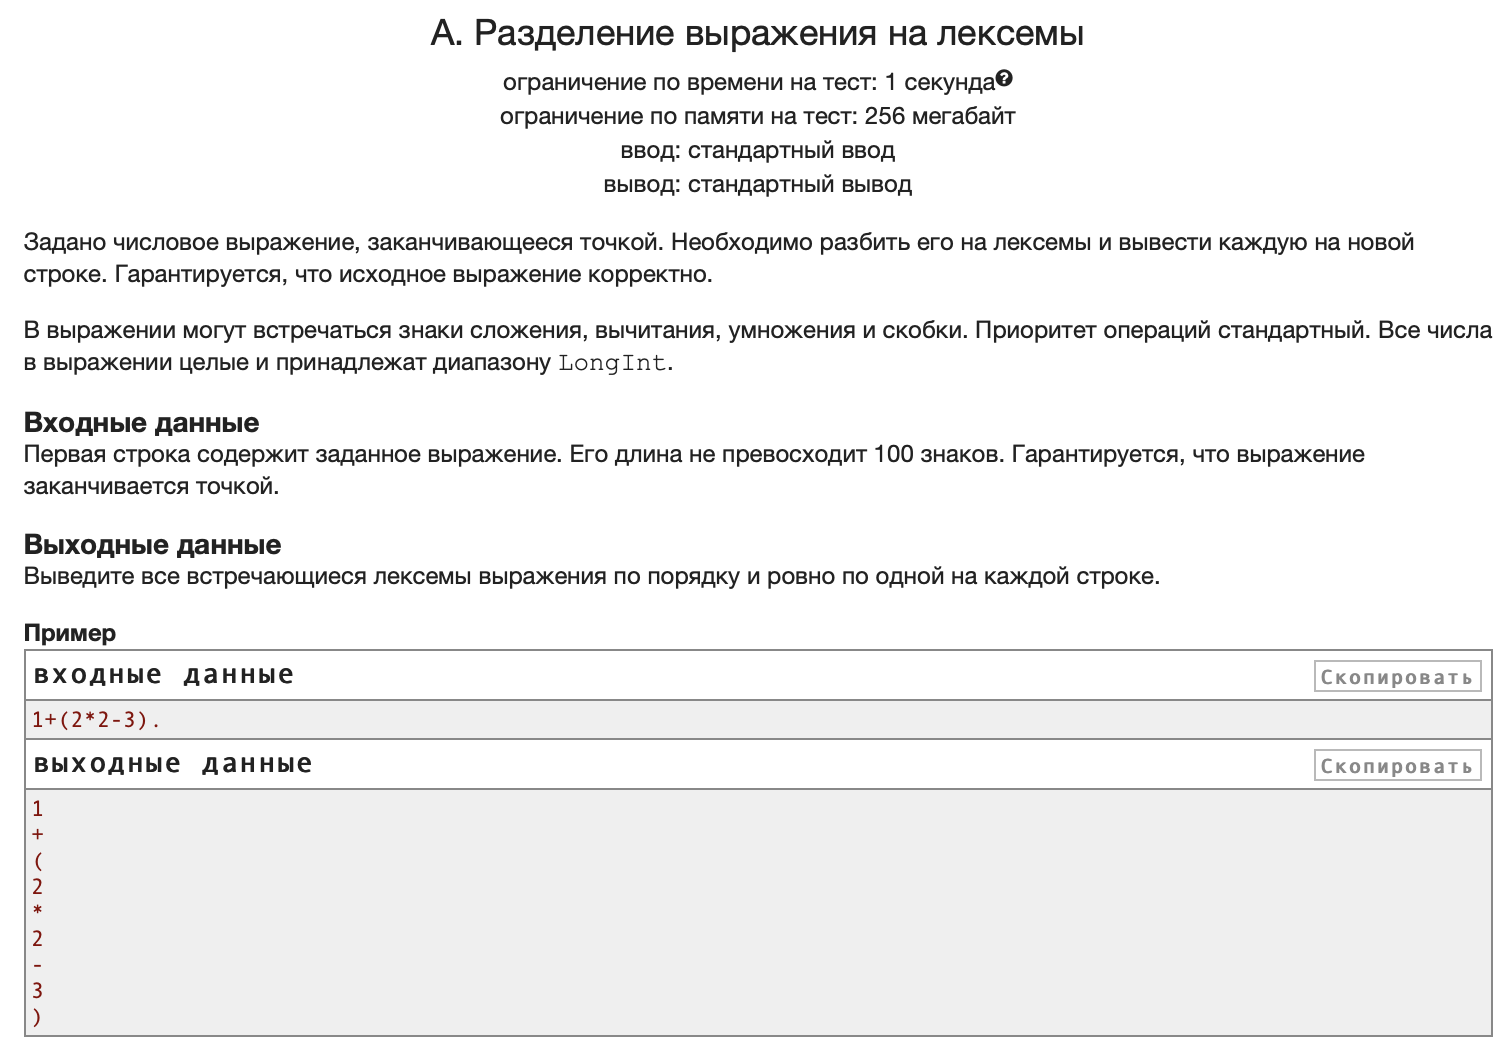 A. Разделение выражения на лексемы
ограничение по времени на тест: 1 секунда?
ограничение по памяти на тест: 256 мегабайт
ввод: стандартный ввод
вывод: стандартный вывод
Задано числовое выражение, заканчивающееся точкой. Необходимо разбить его на лексемы и вывести каждую на новой
строке. Гарантируется, что исходное выражение корректно.
В выражении могут встречаться знаки сложения, вычитания, умножения и скобки. Приоритет операций стандартный. Все числа
в выражении целые и принадлежат диапазону LongInt.
Входные данные
Первая строка содержит заданное выражение. Его длина не превосходит 100 знаков. Гарантируется, что выражение
заканчивается точкой.
Выходные данные
Выведите все встречающиеся лексемы выражения по порядку и ровно по одной на каждой строке.
Пример
входные данные
Скопировать
1+(2*2-3).
выходные данные
Скопировать
1
+
(
2
*
2
-
3
)